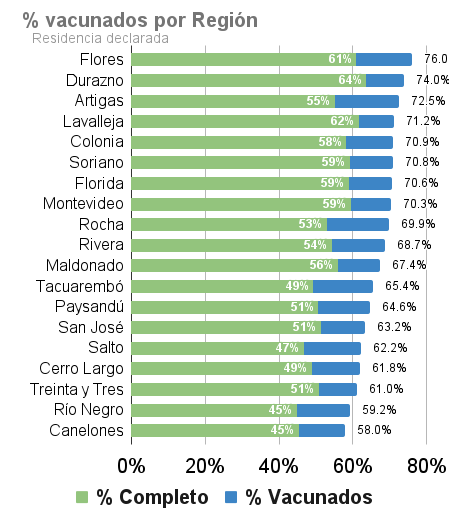 % vacunados por Región
Residencia declarada
Flores 61% 76.0
Durazno 64% 74.0%
Artigas 55% 72.5%
Lavalleja 62% 71.2%
Colonia 58% 70.9%
Soriano 59% 70.8%
Florida 59% 70.6%
Montevideo 59% 70.3%
Rocha 53% 69.9%
Rivera 54% 68.7%
Maldonado 56% 67.4%
Tacuarembó 49% 65.4%
Paysandú 51% 64.6%
San José 51% 63.2%
Salto 47% 62.2%
Cerro Largo 49% 61.8%
Treinta y Tres 51% 61.0%
Río Negro 45% 59.2%
Canelones 45% 58.0%
0% 20% 40% 60% 80%
% Completo % Vacunados